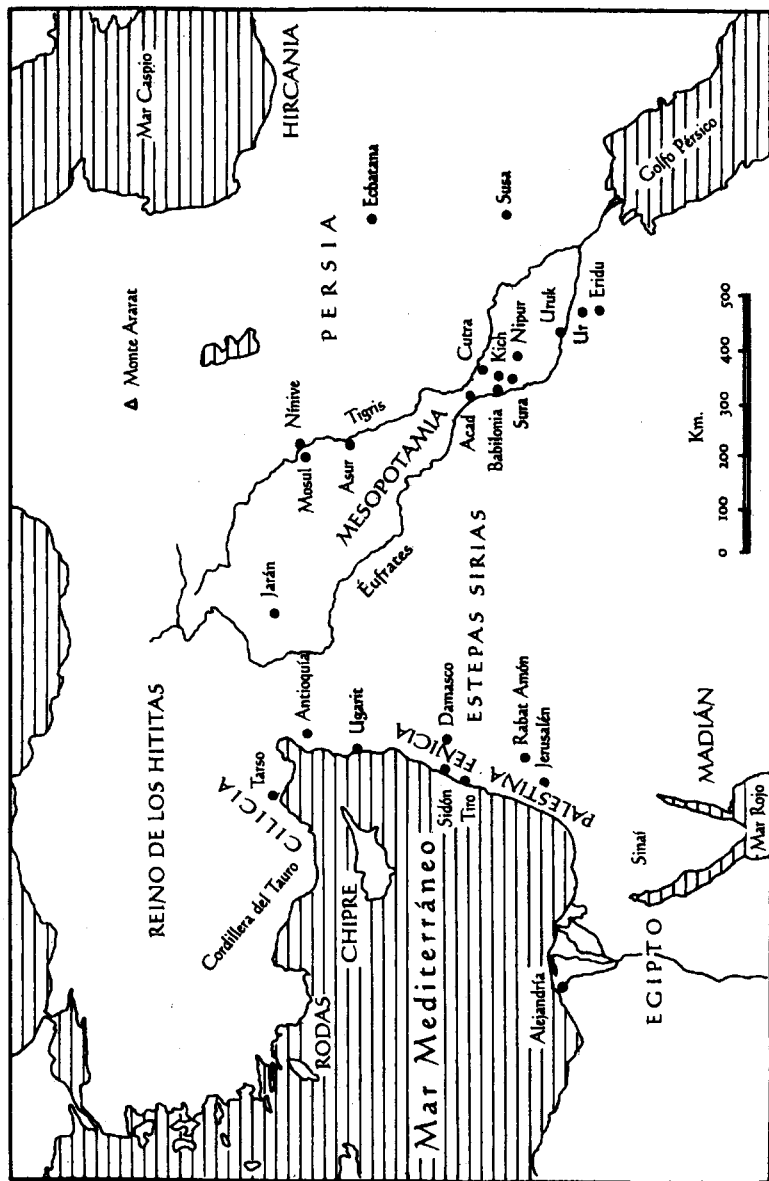 Mar Caspio
HIRCANIA
Monte Ararat
REINO DE LOS HITITAS
PERSIA
Ecbatana
Susa
Nínive
Mosul
Tigris
Asur
Jarán
MESOPOTAMIA
Éufrates
Cutra
Acad
Kich
Babilonia
Nipur
Sura
Uruk
Ur
Eridu
Golfo Pérsico
CILICIA
Tarso
Cordillera del Tauro
Antioquía
Ugarit
RODAS
CHIPRE
Mar Mediterráneo
ESTEPAS SIRIAS
Damasco
FENICIA
Sidón
Tiro
PALESTINA
Rabat Amón
Jerusalén
Alejandría
EGIPTO
Sinaí
MADIÁN
Mar Rojo
0 100 200 300 400 500
Km.